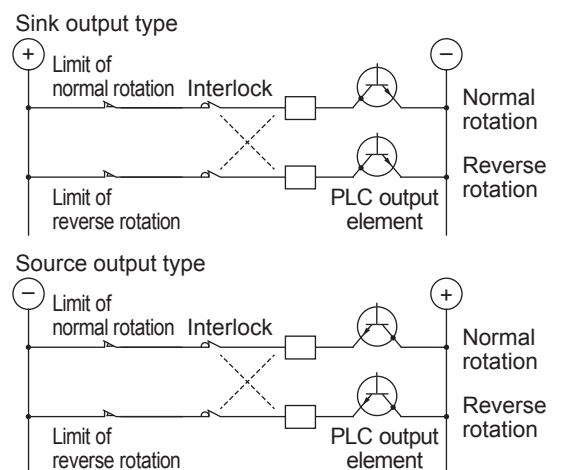 Sink output type
+
−
Limit of
normal rotation
Interlock
Normal
rotation
Limit of
reverse rotation
PLC output
element
Reverse
rotation
Source output type
−
+
Limit of
normal rotation
Interlock
Normal
rotation
Limit of
reverse rotation
PLC output
element
Reverse
rotation